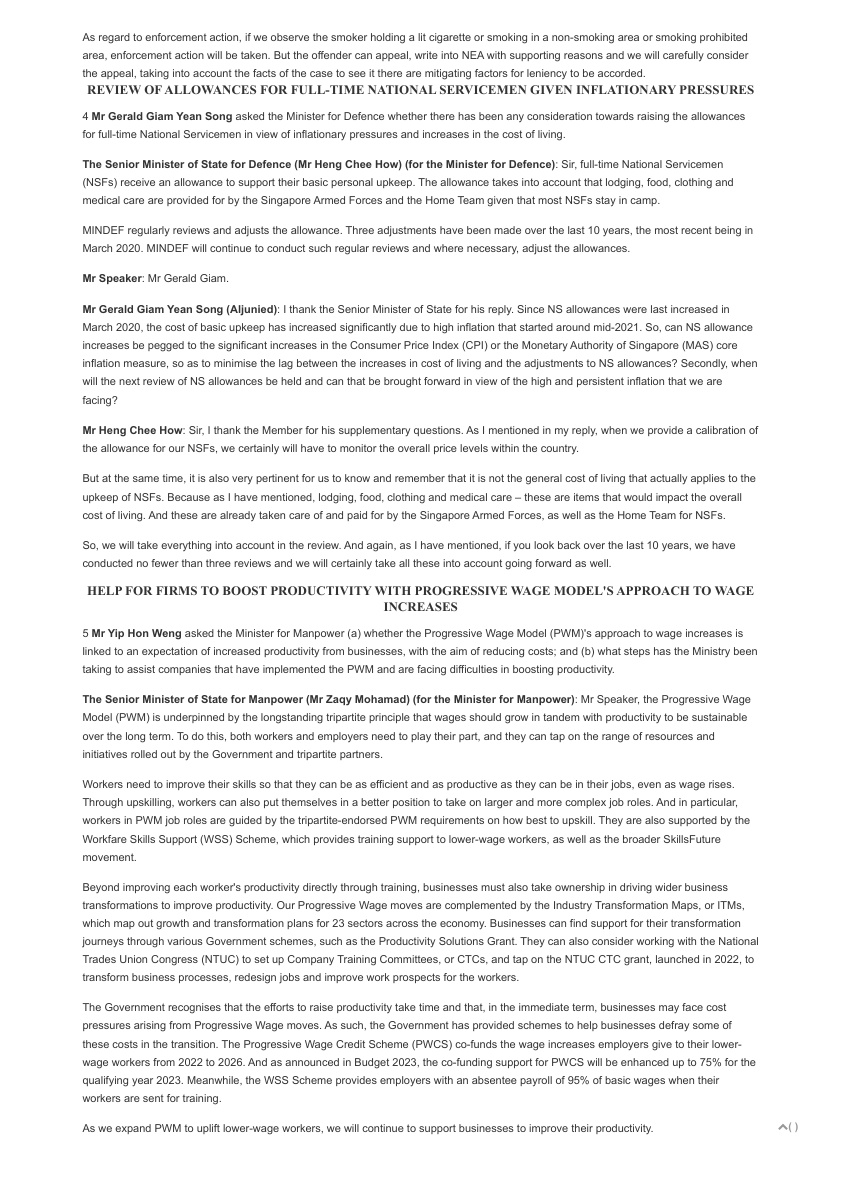 As regard to enforcement action, if we observe the smoker holding a lit cigarette or smoking in a non-smoking area or smoking prohibited
area, enforcement action will be taken. But the offender can appeal, write into NEA with supporting reasons and we will carefully consider
the appeal, taking into account the facts of the case to see it there are mitigating factors for leniency to be accorded.
REVIEW OF ALLOWANCES FOR FULL-TIME NATIONAL SERVICEMEN GIVEN INFLATIONARY PRESSURES
4 Mr Gerald Giam Yean Song asked the Minister for Defence whether there has been any consideration towards raising the allowances
for full-time National Servicemen in view of inflationary pressures and increases in the cost of living.
The Senior Minister of State for Defence (Mr Heng Chee How) (for the Minister for Defence): Sir, full-time National Servicemen
(NSFs) receive an allowance to support their basic personal upkeep. The allowance takes into account that lodging, food, clothing and
medical care are provided for by the Singapore Armed Forces and the Home Team given that most NSFs stay in camp.
MINDEF regularly reviews and adjusts the allowance. Three adjustments have been made over the last 10 years, the most recent being in
March 2020. MINDEF will continue to conduct such regular reviews and where necessary, adjust the allowances.
Mr Speaker: Mr Gerald Giam.
Mr Gerald Giam Yean Song (Aljunied): I thank the Senior Minister of State for his reply. Since NS allowances were last increased in
March 2020, the cost of basic upkeep has increased significantly due to high inflation that started around mid-2021. So, can NS allowance
increases be pegged to the significant increases in the Consumer Price Index (CPI) or the Monetary Authority of Singapore (MAS) core
inflation measure, so as to minimise the lag between the increases in cost of living and the adjustments to NS allowances? Secondly, when
will the next review of NS allowances be held and can that be brought forward in view of the high and persistent inflation that we are
facing?
Mr Heng Chee How: Sir, I thank the Member for his supplementary questions. As I mentioned in my reply, when we provide a calibration of
the allowance for our NSFs, we certainly will have to monitor the overall price levels within the country.
But at the same time, it is also very pertinent for us to know and remember that it is not the general cost of living that actually applies to the
upkeep of NSFs. Because as I have mentioned, lodging, food, clothing and medical care – these are items that would impact the overall
cost of living. And these are already taken care of and paid for by the Singapore Armed Forces, as well as the Home Team for NSFs.
So, we will take everything into account in the review. And again, as I have mentioned, if you look back over the last 10 years, we have
conducted no fewer than three reviews and we will certainly take all these into account going forward as well.
HELP FOR FIRMS TO BOOST PRODUCTIVITY WITH PROGRESSIVE WAGE MODEL'S APPROACH TO WAGE
INCREASES
5 Mr Yip Hon Weng asked the Minister for Manpower (a) whether the Progressive Wage Model (PWM)'s approach to wage increases is
linked to an expectation of increased productivity from businesses, with the aim of reducing costs; and (b) what steps has the Ministry been
taking to assist companies that have implemented the PWM and are facing difficulties in boosting productivity.
The Senior Minister of State for Manpower (Mr Zaqy Mohamad) (for the Minister for Manpower): Mr Speaker, the Progressive Wage
Model (PWM) is underpinned by the longstanding tripartite principle that wages should grow in tandem with productivity to be sustainable
over the long term. To do this, both workers and employers need to play their part, and they can tap on the range of resources and
initiatives rolled out by the Government and tripartite partners.
Workers need to improve their skills so that they can be as efficient and as productive as they can be in their jobs, even as wage rises.
Through upskilling, workers can also put themselves in a better position to take on larger and more complex job roles. And in particular,
workers in PWM job roles are guided by the tripartite-endorsed PWM requirements on how best to upskill. They are also supported by the
Workfare Skills Support (WSS) Scheme, which provides training support to lower-wage workers, as well as the broader SkillsFuture
movement.
Beyond improving each worker's productivity directly through training, businesses must also take ownership in driving wider business
transformations to improve productivity. Our Progressive Wage moves are complemented by the Industry Transformation Maps, or ITMs,
which map out growth and transformation plans for 23 sectors across the economy. Businesses can find support for their transformation
journeys through various Government schemes, such as the Productivity Solutions Grant. They can also consider working with the National
Trades Union Congress (NTUC) to set up Company Training Committees, or CTCs, and tap on the NTUC CTC grant, launched in 2022, to
transform business processes, redesign jobs and improve work prospects for the workers.
The Government recognises that the efforts to raise productivity take time and that, in the immediate term, businesses may face cost
pressures arising from Progressive Wage moves. As such, the Government has provided schemes to help businesses defray some of
these costs in the transition. The Progressive Wage Credit Scheme (PWCS) co-funds the wage increases employers give to their lower-
wage workers from 2022 to 2026. And as announced in Budget 2023, the co-funding support for PWCS will be enhanced up to 75% for the
qualifying year 2023. Meanwhile, the WSS Scheme provides employers with an absentee payroll of 95% of basic wages when their
workers are sent for training.
As we expand PWM to uplift lower-wage workers, we will continue to support businesses to improve their productivity.
( )